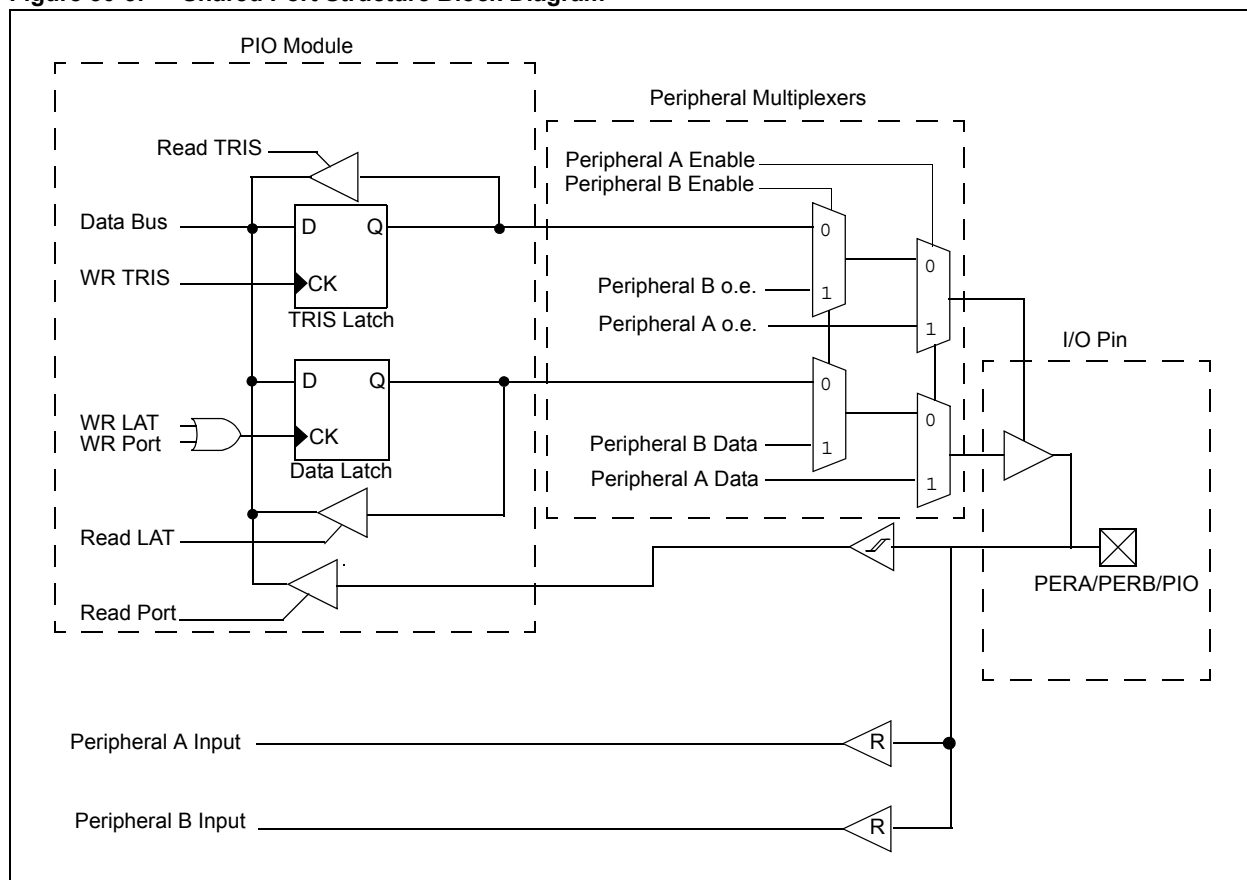 PIO Module
Peripheral Multiplexers
Read TRIS
Peripheral A Enable
Peripheral B Enable
Data Bus
D Q
0
WR TRIS
CK
0
Peripheral B o.e.
1
TRIS Latch
Peripheral A o.e.
1
I/O Pin
D Q
0
WR LAT
WR Port
CK
0
Peripheral B Data
1
Data Latch
Peripheral A Data
1
Read LAT
PERA/PERB/PIO
Read Port
Peripheral A Input
R
Peripheral B Input
R